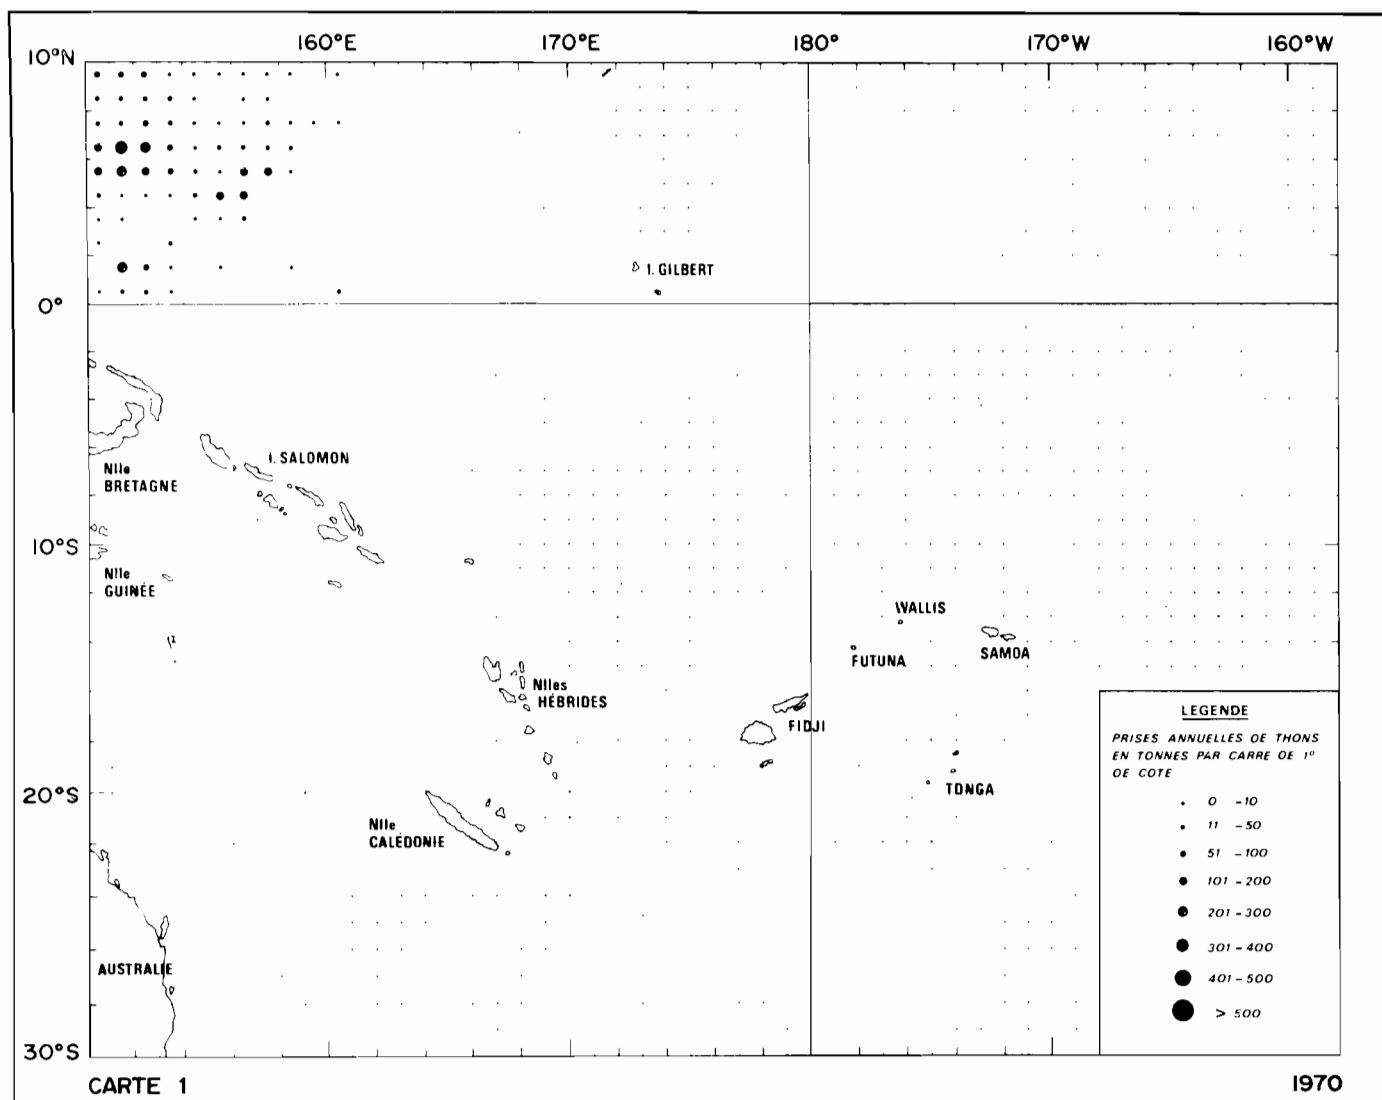 160°E 170°E 180° 170°W 160°W
10°N
I. GILBERT
0°
Nlle
BRETAGNE
I. SALOMON
10°S
Nlle
GUINÉE
WALLIS
FUTUNA
SAMOA
Nlles
HÉBRIDES
FIDJI
TONGA
20°S
Nlle
CALÉDONIE
AUSTRALIE
30°S
LEGENDE
PRISES ANNUELLES DE THONS
EN TONNES PAR CARRE DE 1°
DE COTE
0 - 10
11 - 50
51 - 100
101 - 200
201 - 300
301 - 400
401 - 500
> 500
CARTE 1
1970